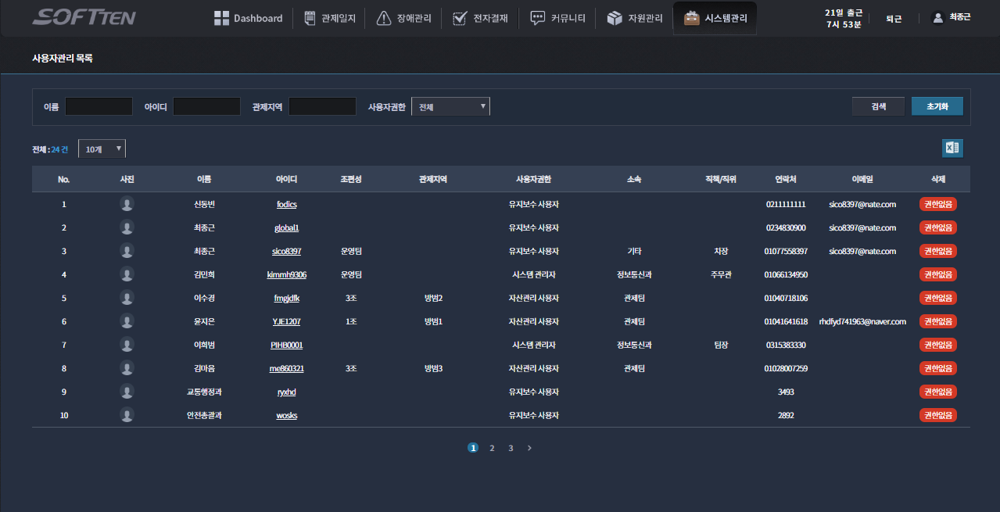 SOFTTEN Dashboard 관제일지 장애관리 전자결재 커뮤니티 자원관리 시스템관리 21일 출근 퇴근 최종근
7시 53분
사용자관리 목록
이름 아이디 관제지역 사용자권한 전체 검색 초기화
전체 : 24 건 10개
No. 사진 이름 아이디 조편성 관제지역 사용자권한 소속 직책/직위 연락처 이메일 삭제
1 신동빈 fodics 유지보수 사용자 0211111111 sico8397@nate.com 권한없음
2 최종근 global1 유지보수 사용자 0234830900 sico8397@nate.com 권한없음
3 최종근 sico8397 운영팀 유지보수 사용자 기타 차장 01077558397 sico8397@nate.com 권한없음
4 김민희 kimmh9306 운영팀 시스템 관리자 정보통신과 주무관 01066134950 권한없음
5 이수경 fmgjdfk 3조 방범2 자산관리 사용자 관제팀 01040718106 권한없음
6 윤지은 YJE1207 1조 방범1 자산관리 사용자 관제팀 01041641618 rhdfyd741963@naver.com 권한없음
7 이희범 PIHB0001 시스템 관리자 정보통신과 팀장 0315383330 권한없음
8 김마음 me860321 3조 방범3 자산관리 사용자 관제팀 01028007259 권한없음
9 교통행정과 ryxhd 유지보수 사용자 3493 권한없음
10 안전총괄과 wosks 유지보수 사용자 2892 권한없음
1 2 3 >